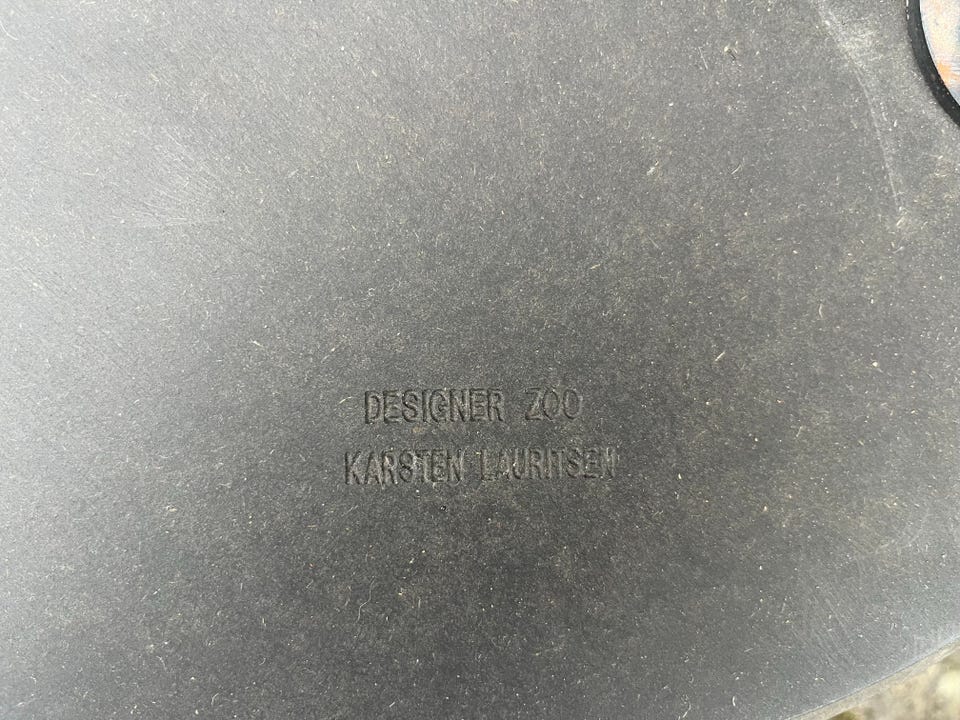 DESIGNER ZOO
KARSTEN LAURITSEN